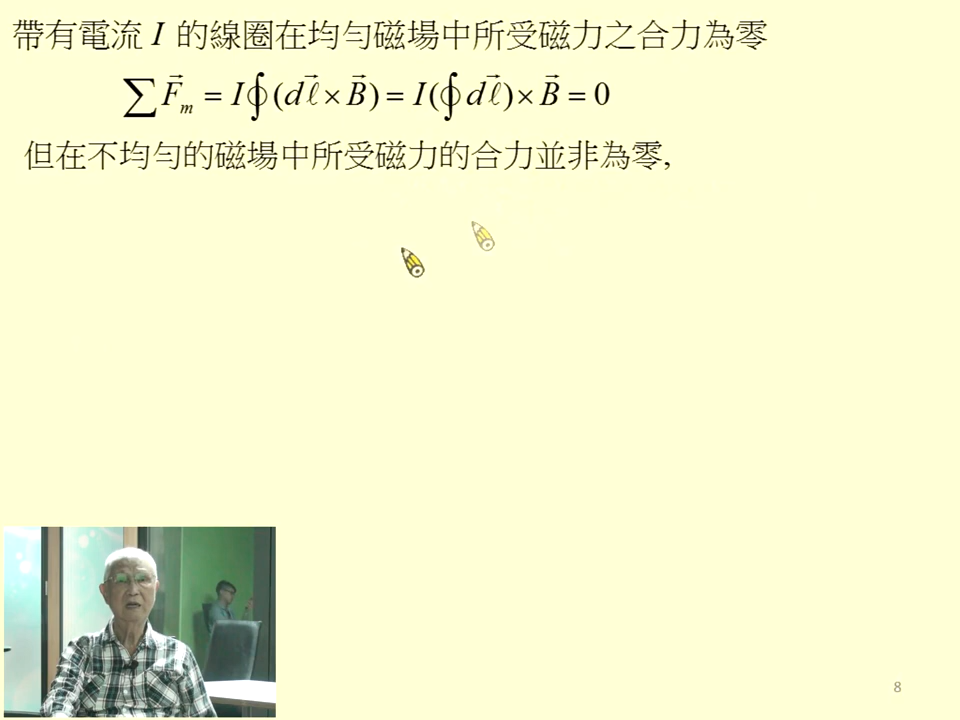 帶有電流 I 的線圈在均勻磁場中所受磁力之合力為零
∑F⃗ₘ = I∮(dℓ⃗ × B⃗) = I(∮dℓ⃗) × B⃗ = 0
但在不均勻的磁場中所受磁力的合力並非為零,
8